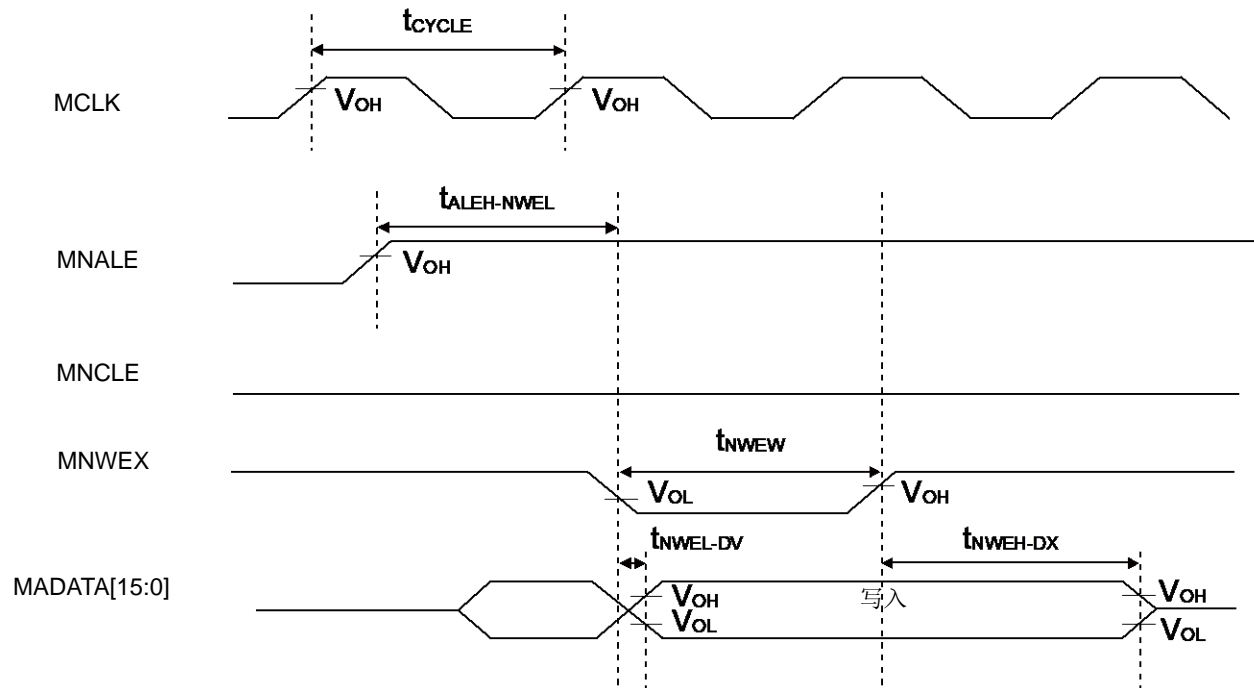 tCYCLE
MCLK
VOH
VOH
tALEH-NWEL
MNALE
VOH
MNCLE
tNWEW
MNWEX
VOL
VOH
tNWEL-DV
tNWEH-DX
MADATA[15:0]
VOH
写入
VOH
VOL
VOL